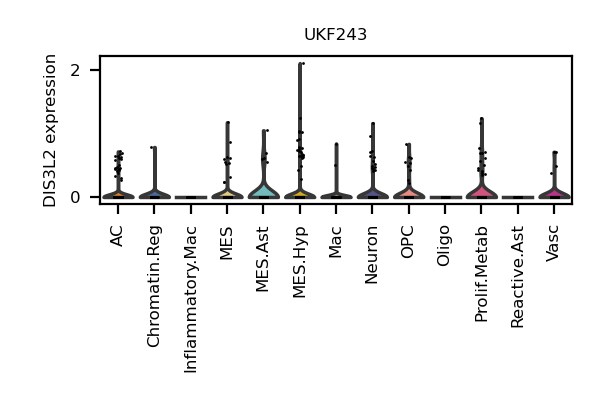 UKF243
DIS3L2 expression
2
0
AC
Chromatin.Reg
Inflammatory.Mac
MES
MES.Ast
MES.Hyp
Mac
Neuron
OPC
Oligo
Prolif.Metab
Reactive.Ast
Vasc